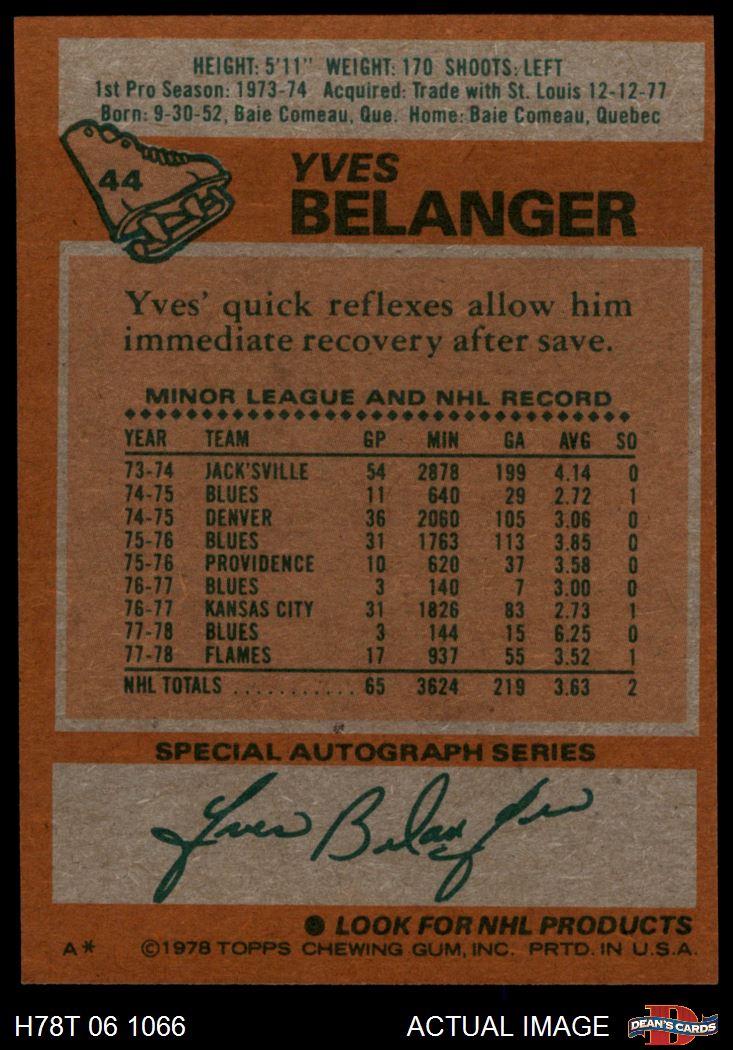 HEIGHT: 5'11" WEIGHT: 170 SHOOTS: LEFT
1st Pro Season: 1973-74 Acquired: Trade with St. Louis 12-12-77
Born: 9-30-52, Baie Comeau, Que. Home: Baie Comeau, Quebec
44
YVES
BELANGER
Yves' quick reflexes allow him
immediate recovery after save.
MINOR LEAGUE AND NHL RECORD
YEAR TEAM GP MIN GA AVG SO
73-74 JACK'SVILLE 54 2878 199 4.14 0
74-75 BLUES 11 640 29 2.72 1
74-75 DENVER 36 2060 105 3.06 0
75-76 BLUES 31 1763 113 3.85 0
75-76 PROVIDENCE 10 620 37 3.58 0
76-77 BLUES 3 140 7 3.00 0
76-77 KANSAS CITY 31 1826 83 2.73 1
77-78 BLUES 3 144 15 6.25 0
77-78 FLAMES 17 937 55 3.52 1
NHL TOTALS ........... 65 3624 219 3.63 2
SPECIAL AUTOGRAPH SERIES
Yves Belanger
● LOOK FOR NHL PRODUCTS
A* ©1978 TOPPS CHEWING GUM, INC. PRTD. IN U.S.A.
H78T 06 1066 ACTUAL IMAGE D DEAN'S CARDS